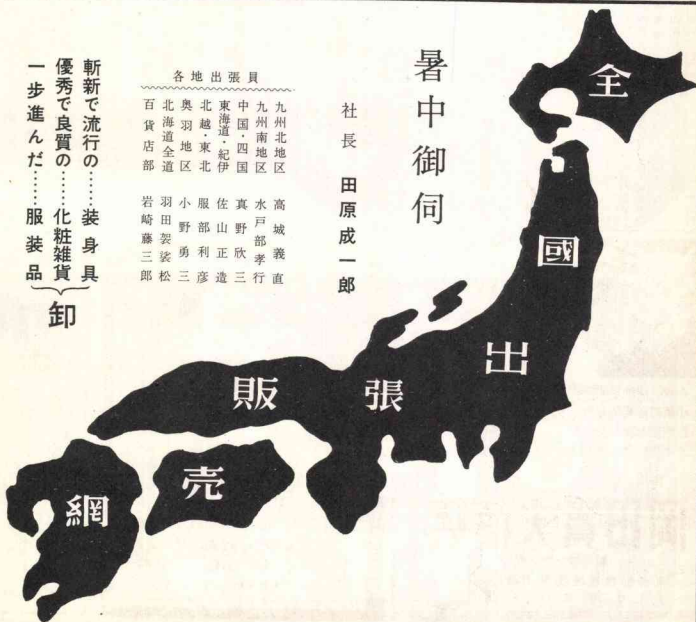 全國出張販売網
暑中御伺
社長 田原成一郎
各地出張員
九州北地区 高城義直
九州南地区 水戸部孝行
中国・四国 真野欣三
東海道・紀伊 佐山正造
北越・東北 服部利彦
奥羽地区 小野勇三
北海道全道 羽田袈裟松
百貨店部 岩崎藤三郎
斬新で流行の……装身具
優秀で良質の……化粧雑貨
一歩進んだ……服装品
卸